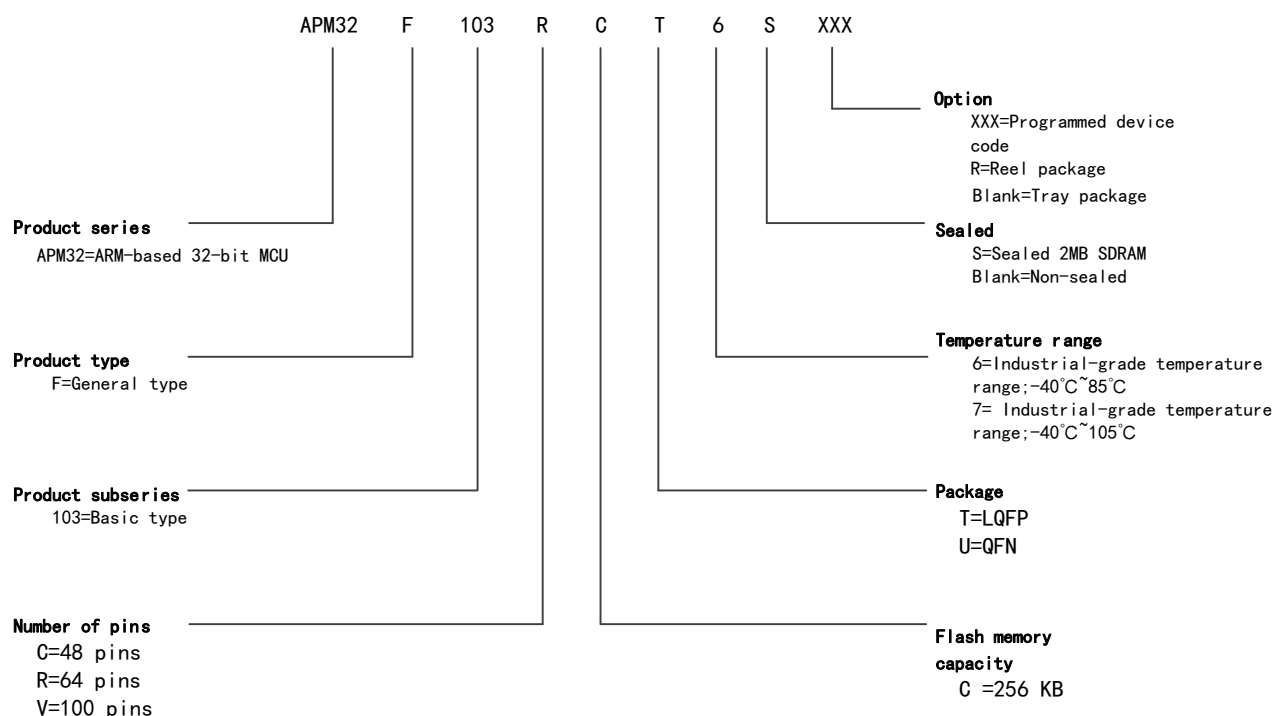 APM32 F 103 R C T 6 S XXX
Product series
APM32=ARM-based 32-bit MCU
Product type
F=General type
Product subseries
103=Basic type
Number of pins
C=48 pins
R=64 pins
V=100 pins
Option
XXX=Programmed device
code
R=Reel package
Blank=Tray package
Sealed
S=Sealed 2MB SDRAM
Blank=Non-sealed
Temperature range
6=Industrial-grade temperature
range;-40℃~85℃
7= Industrial-grade temperature
range;-40℃~105℃
Package
T=LQFP
U=QFN
Flash memory
capacity
C =256 KB